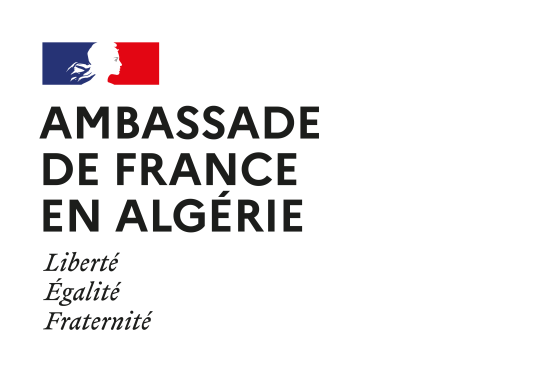 AMBASSADE
DE FRANCE
EN ALGÉRIE
Liberté
Égalité
Fraternité